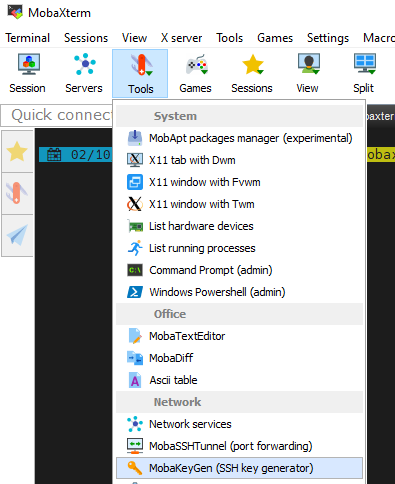 MobaXterm
Terminal Sessions View X server Tools Games Settings Macro
Session Servers Tools Games Sessions View Split
Quick connect
System
MobApt packages manager (experimental)
X11 tab with Dwm
02/10
X11 window with Fvwm
X11 window with Twm
List hardware devices
List running processes
Command Prompt (admin)
Windows Powershell (admin)
Office
MobaTextEditor
MobaDiff
Ascii table
Network
Network services
MobaSSHTunnel (port forwarding)
MobaKeyGen (SSH key generator)